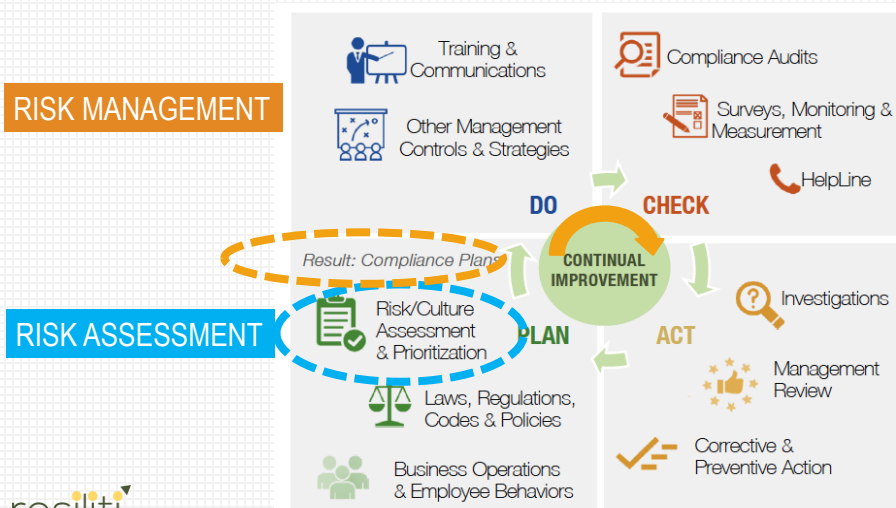 RISK MANAGEMENT
Training &
Communications
Other Management
Controls & Strategies
DO
Compliance Audits
Surveys, Monitoring &
Measurement
HelpLine
CHECK
CONTINUAL
IMPROVEMENT
Result: Compliance Plans
RISK ASSESSMENT
Risk/Culture
Assessment
& Prioritization
PLAN
Laws, Regulations,
Codes & Policies
Business Operations
& Employee Behaviors
ACT
Investigations
Management
Review
Corrective &
Preventive Action
resiliti